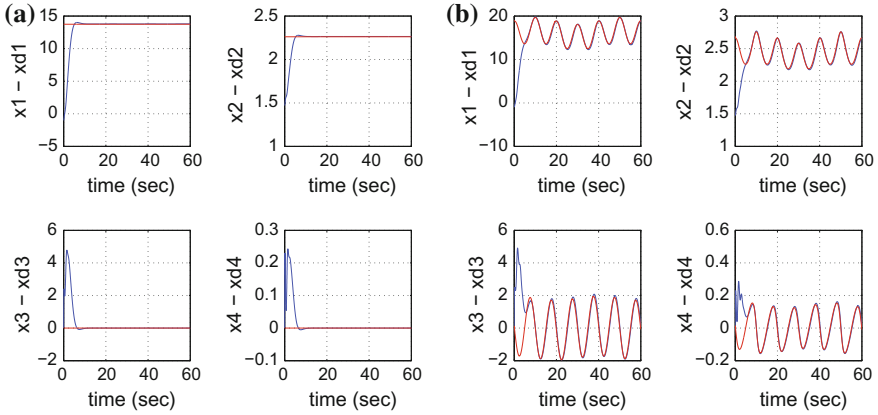 (a)
x1 − xd1
15
10
5
0
−5
0 20 40 60
time (sec)
x2 − xd2
2.5
2
1.5
1
0 20 40 60
time (sec)
x3 − xd3
6
4
2
0
−2
0 20 40 60
time (sec)
x4 − xd4
0.3
0.2
0.1
0
−0.1
0 20 40 60
time (sec)
(b)
x1 − xd1
20
10
0
−10
0 20 40 60
time (sec)
x2 − xd2
3
2.5
2
1.5
1
0 20 40 60
time (sec)
x3 − xd3
6
4
2
0
−2
0 20 40 60
time (sec)
x4 − xd4
0.6
0.4
0.2
0
−0.2
0 20 40 60
time (sec)